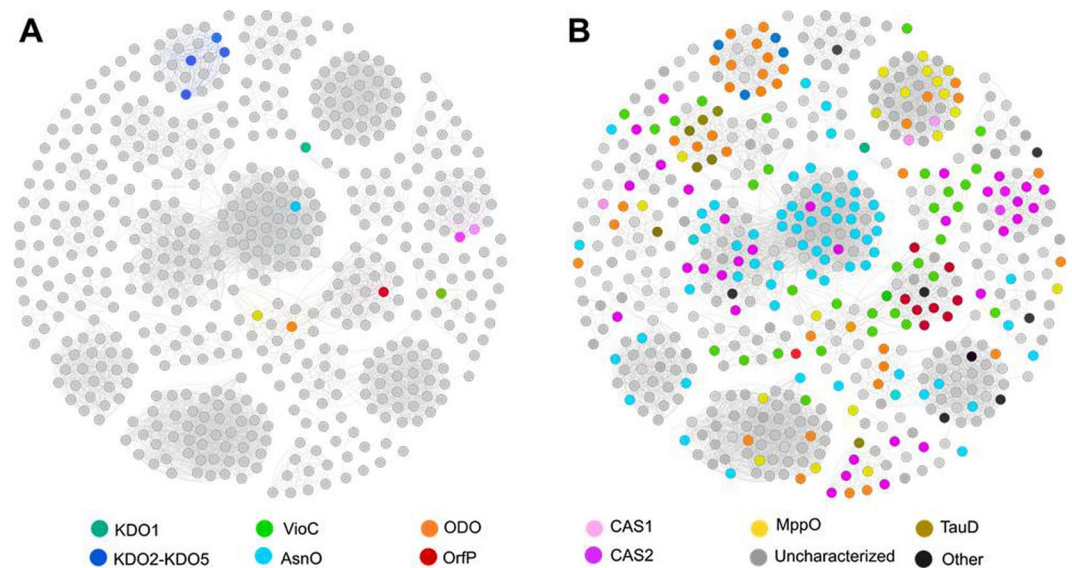 A
B
KDO1
VioC
ODO
CAS1
MppO
TauD
KDO2-KDO5
AsnO
OrfP
CAS2
Uncharacterized
Other